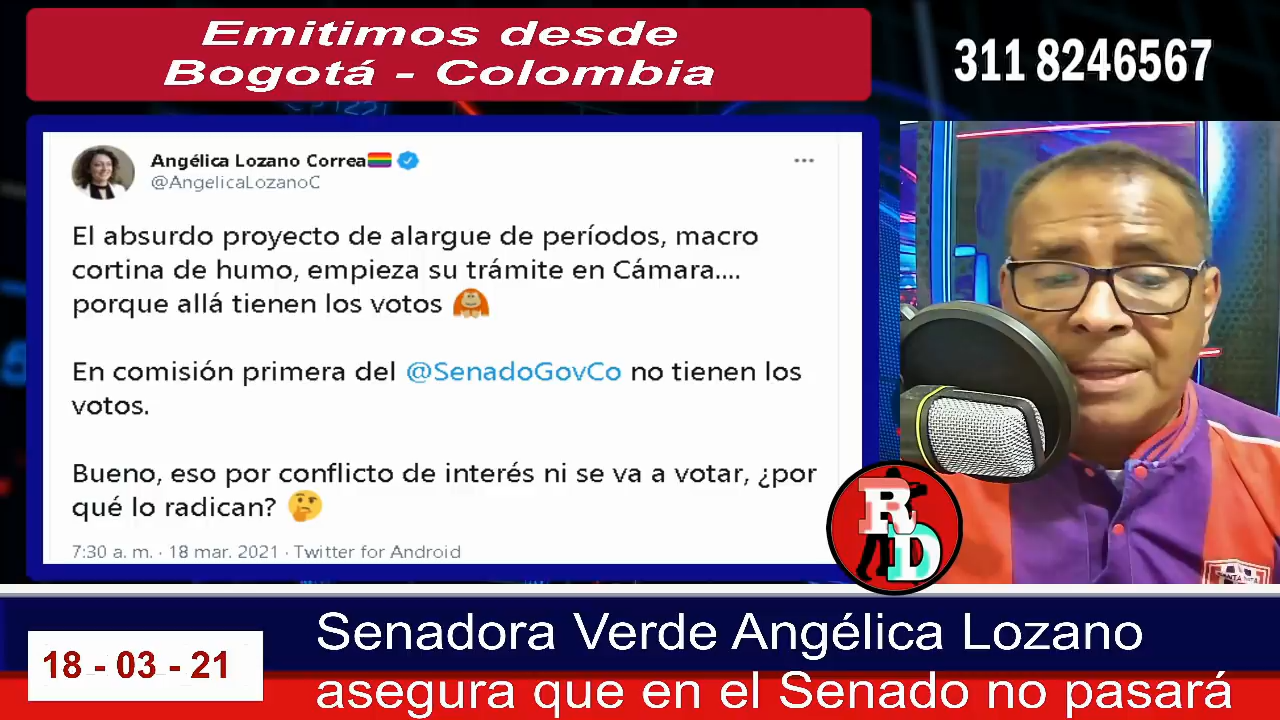 Emitimos desde
Bogotá - Colombia
311 8246567
Angélica Lozano Correa
@AngelicaLozanoC
El absurdo proyecto de alargue de períodos, macro
cortina de humo, empieza su trámite en Cámara....
porque allá tienen los votos
En comisión primera del @SenadoGovCo no tienen los
votos.
Bueno, eso por conflicto de interés ni se va a votar, ¿por
qué lo radican?
7:30 a. m. · 18 mar. 2021 · Twitter for Android
RD
18 - 03 - 21
Senadora Verde Angélica Lozano
asegura que en el Senado no pasará